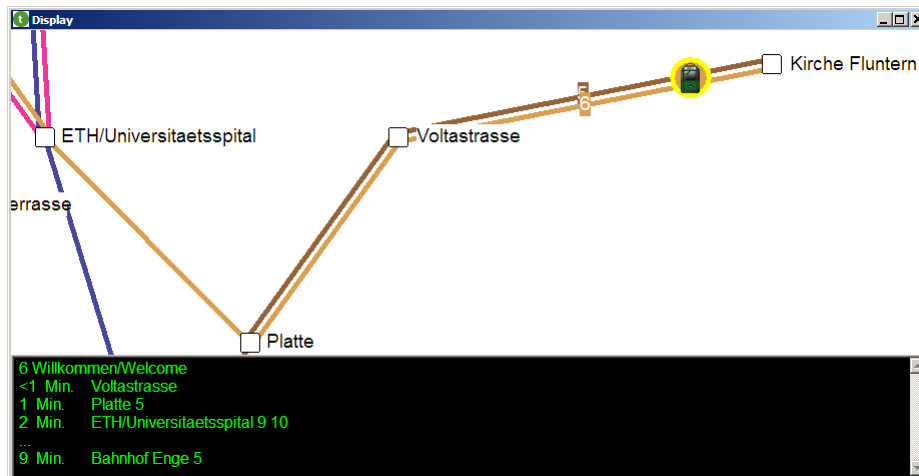 Display
Kirche Fluntern
5
6
ETH/Universitaetsspital
Voltastrasse
errasse
Platte
6 Willkommen/Welcome
<1 Min. Voltastrasse
1 Min. Platte 5
2 Min. ETH/Universitaetsspital 9 10
...
9 Min. Bahnhof Enge 5